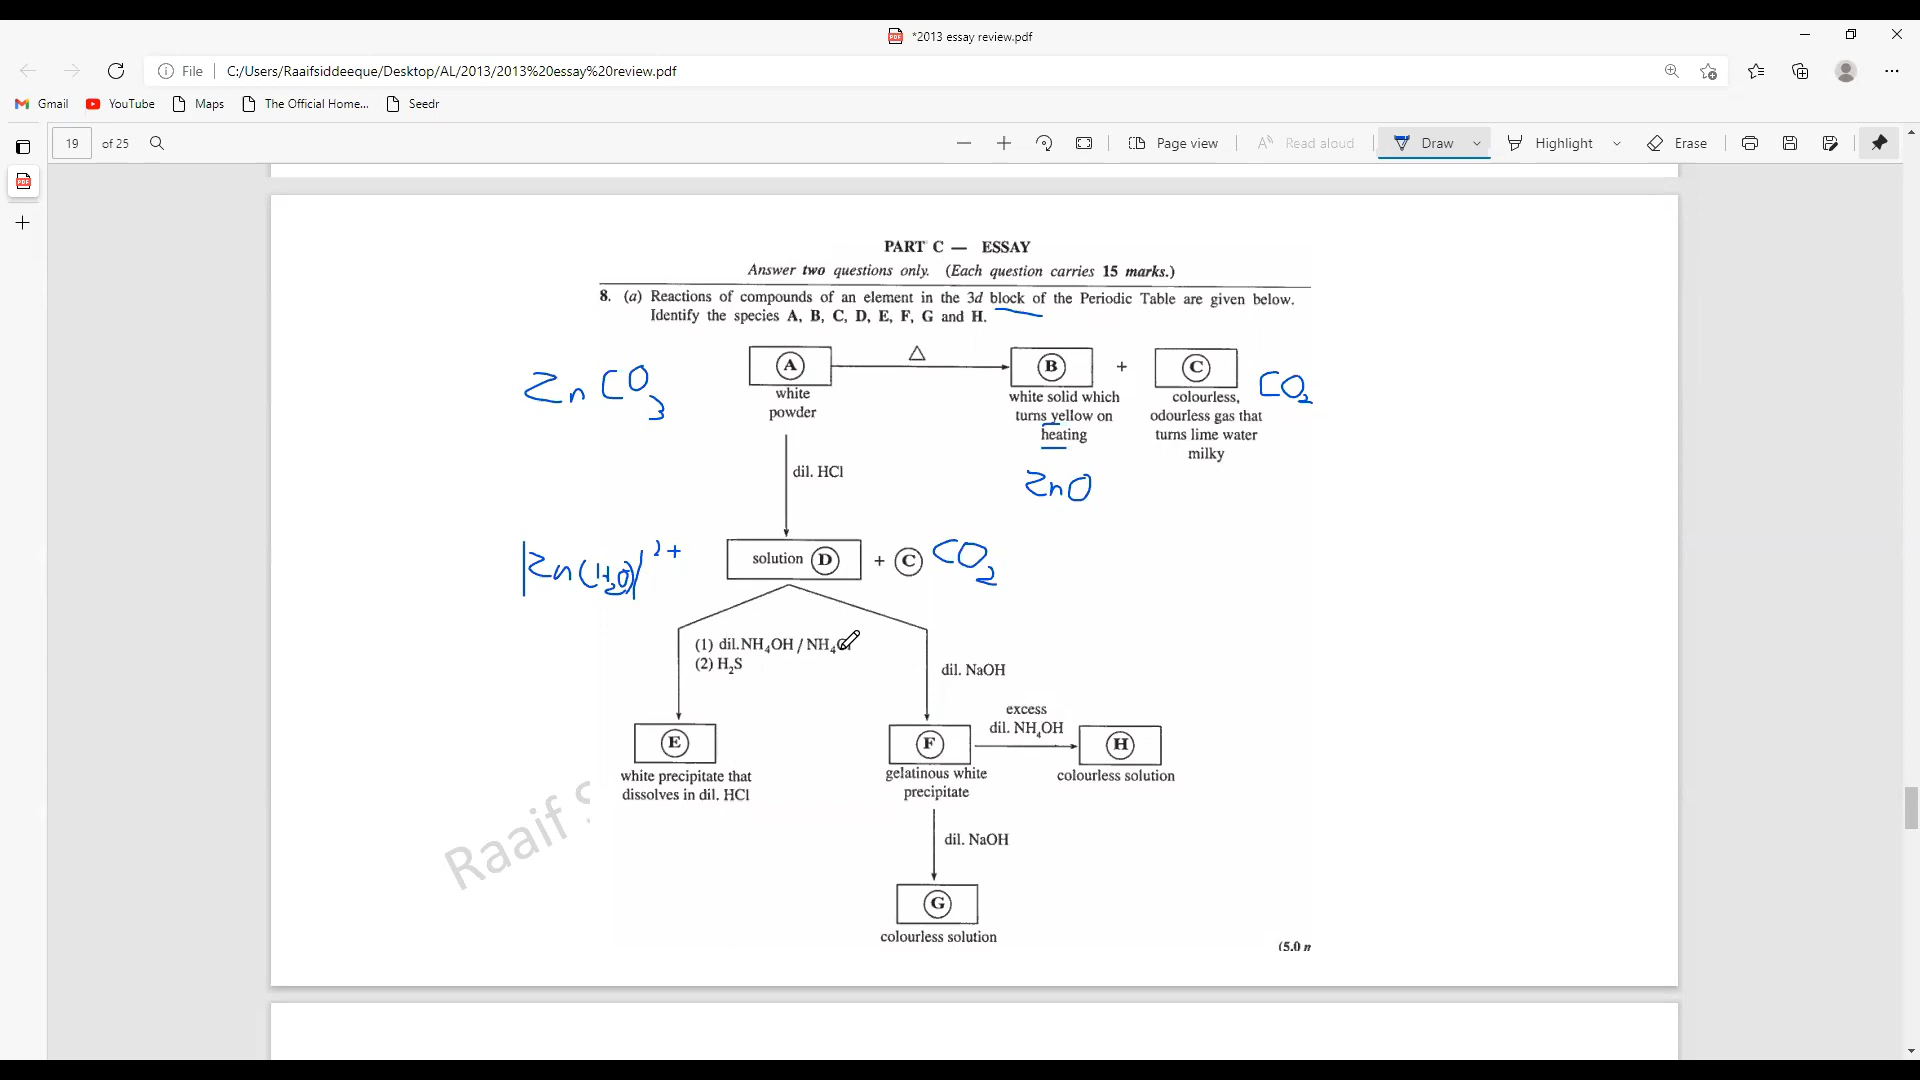 *2013 essay review.pdf
File | C:/Users/Raaifsiddeeque/Desktop/AL/2013/2013%20essay%20review.pdf
Gmail YouTube Maps The Official Home... Seedr
19 of 25 Page view Read aloud Draw Highlight Erase
PART C — ESSAY
Answer two questions only. (Each question carries 15 marks.)
8. (a) Reactions of compounds of an element in the 3d block of the Periodic Table are given below.
Identify the species A, B, C, D, E, F, G and H.
ZnCO3
A
Δ
B + C
CO2
white
powder
white solid which
turns yellow on
heating
colourless,
odourless gas that
turns lime water
milky
ZnO
dil. HCl
|Zn(H2O)|2+
solution D + C CO2
(1) dil.NH4OH / NH4
(2) H2S
dil. NaOH
E
white precipitate that
dissolves in dil. HCl
F
gelatinous white
precipitate
excess
dil. NH4OH
H
colourless solution
dil. NaOH
G
colourless solution
(5.0
Raaif S